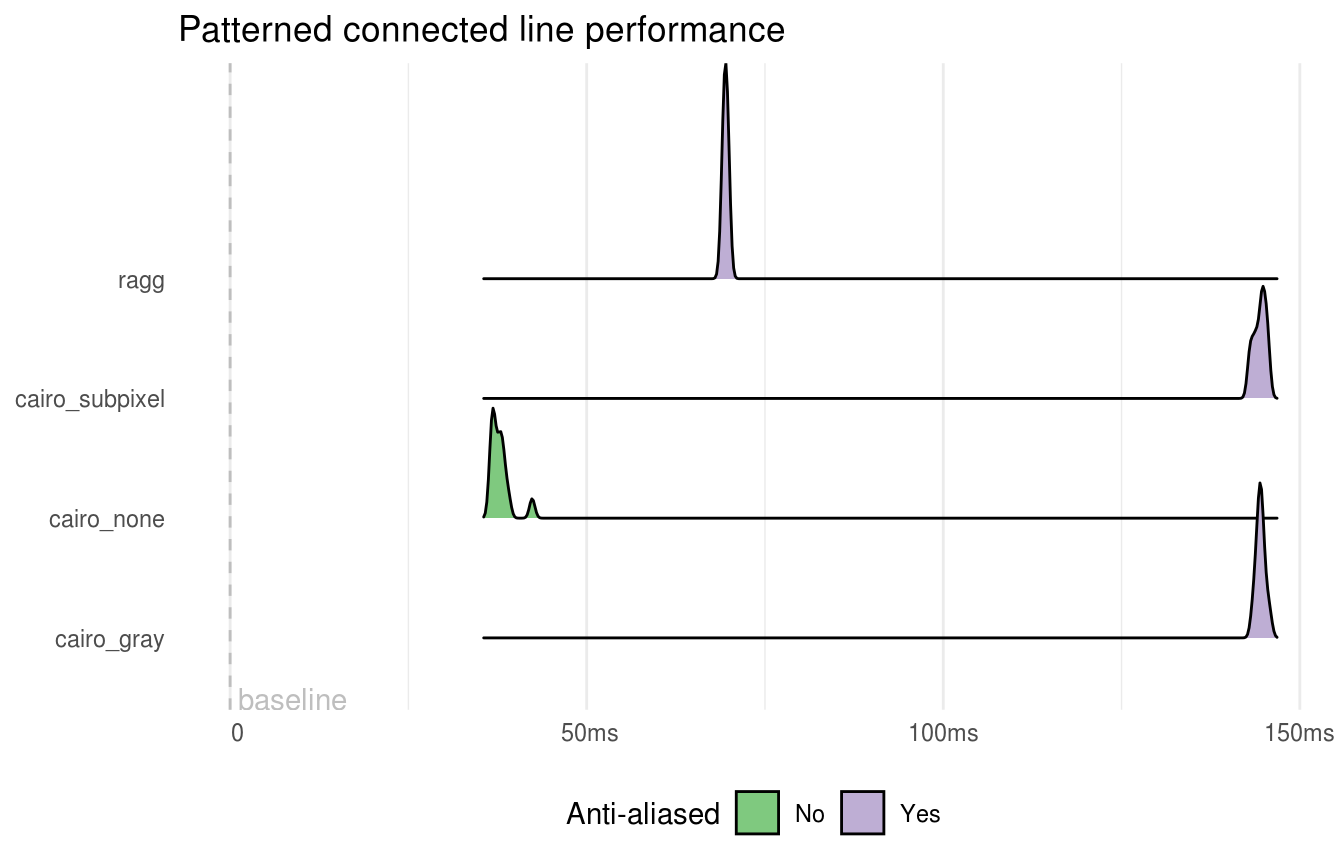 Patterned connected line performance
ragg
cairo_subpixel
cairo_none
cairo_gray
baseline
0 50ms 100ms 150ms
Anti-aliased No Yes